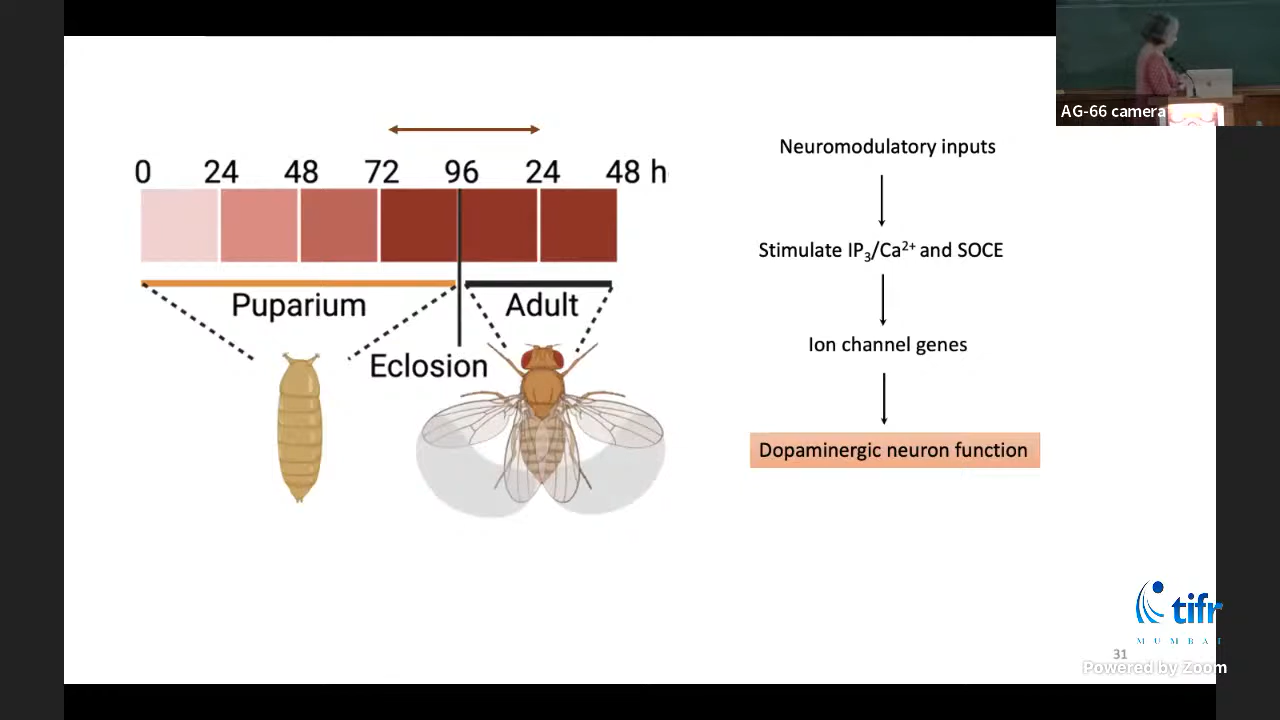 0 24 48 72 96 24 48 h
Puparium
Adult
Eclosion
Neuromodulatory inputs
Stimulate IP₃/Ca²⁺ and SOCE
Ion channel genes
Dopaminergic neuron function
AG-66 camera
tifr
MUMBAI
31
Powered by Zoom